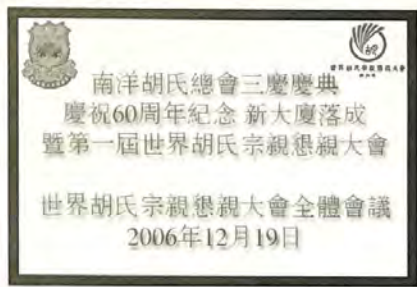 南洋胡氏總會三慶慶典
慶祝60周年紀念 新大廈落成
暨第一屆世界胡氏宗親懇親大會
世界胡氏宗親懇親大會全體會議
2006年12月19日